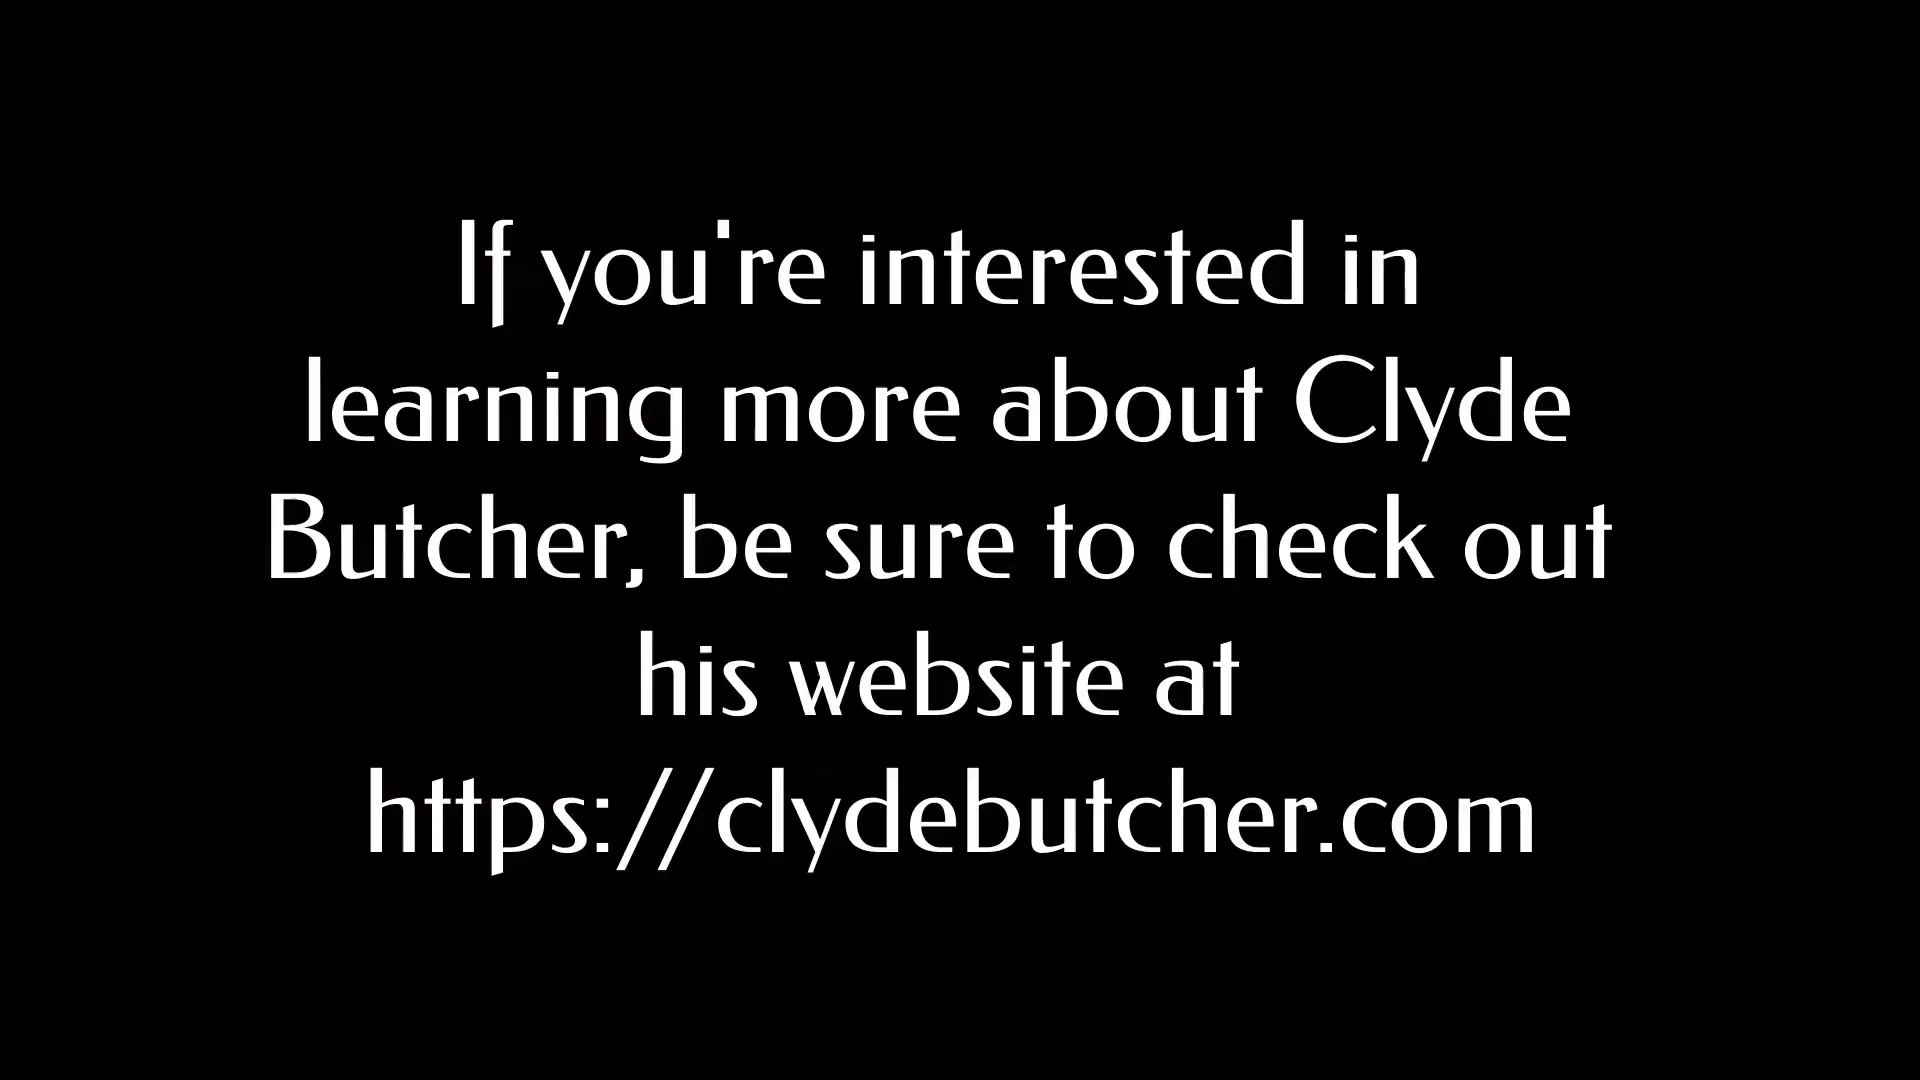 If you're interested in
learning more about Clyde
Butcher, be sure to check out
his website at
https://clydebutcher.com